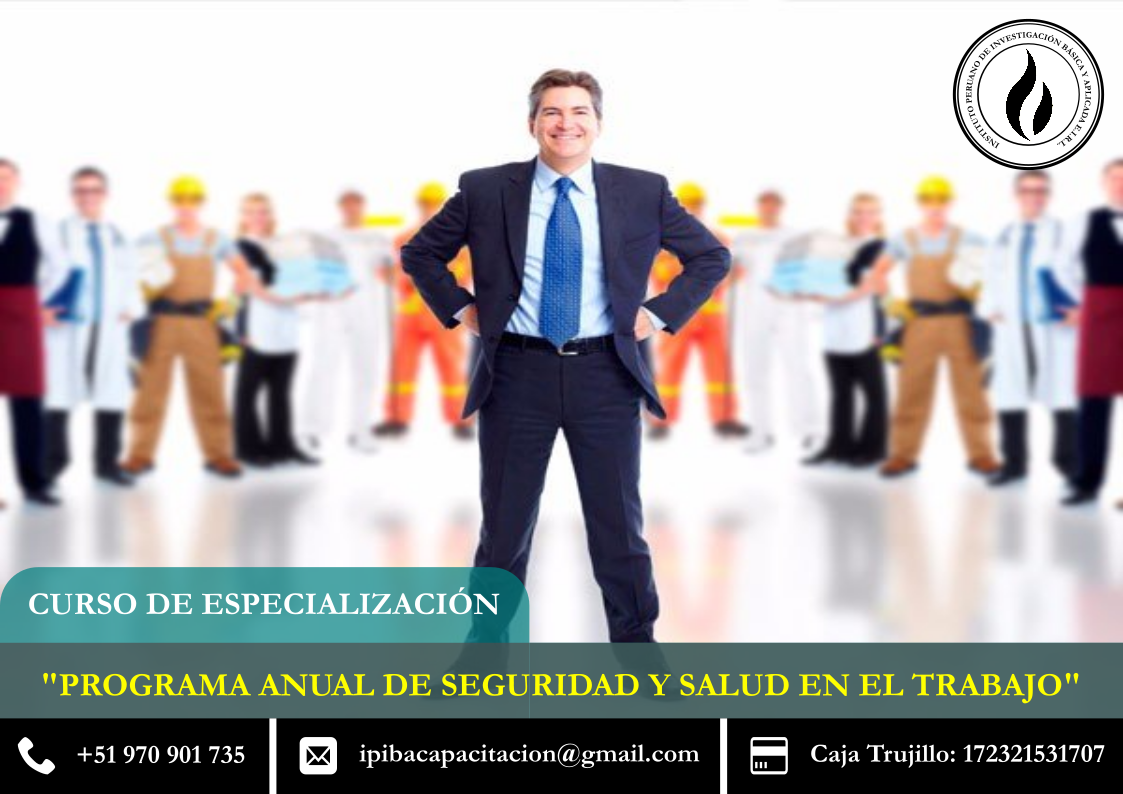 INSTITUTO PERUANO DE INVESTIGACIÓN BÁSICA Y APLICADA E.I.R.L.
CURSO DE ESPECIALIZACIÓN
"PROGRAMA ANUAL DE SEGURIDAD Y SALUD EN EL TRABAJO"
+51 970 901 735
ipibacapacitacion@gmail.com
Caja Trujillo: 172321531707